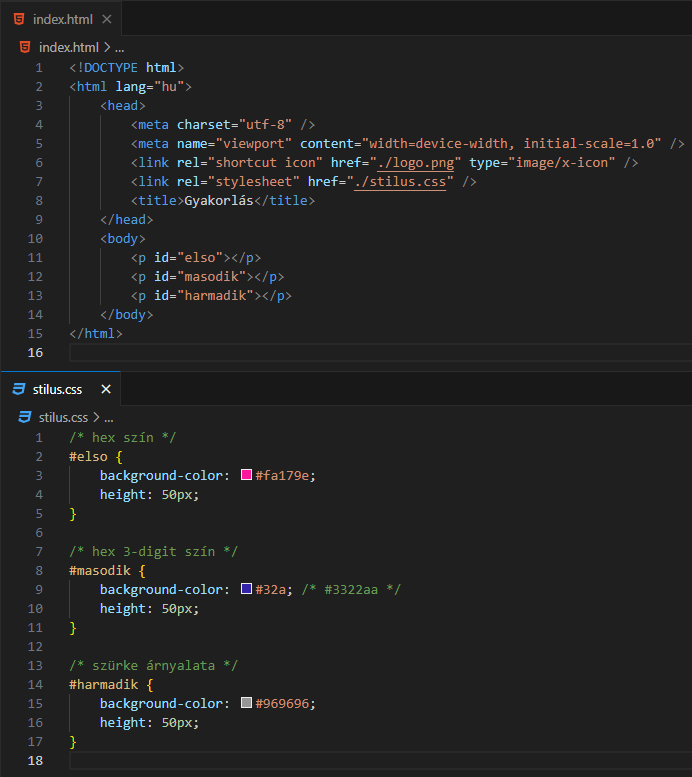 index.html
index.html > ...
1 <!DOCTYPE html>
2 <html lang="hu">
3     <head>
4         <meta charset="utf-8" />
5         <meta name="viewport" content="width=device-width, initial-scale=1.0" />
6         <link rel="shortcut icon" href="./logo.png" type="image/x-icon" />
7         <link rel="stylesheet" href="./stilus.css" />
8         <title>Gyakorlás</title>
9     </head>
10     <body>
11         <p id="elso"></p>
12         <p id="masodik"></p>
13         <p id="harmadik"></p>
14     </body>
15 </html>
16
stilus.css
stilus.css > ...
1 /* hex szín */
2 #elso {
3     background-color: #fa179e;
4     height: 50px;
5 }
6
7 /* hex 3-digit szín */
8 #masodik {
9     background-color: #32a; /* #3322aa */
10     height: 50px;
11 }
12
13 /* szürke árnyalata */
14 #harmadik {
15     background-color: #969696;
16     height: 50px;
17 }
18